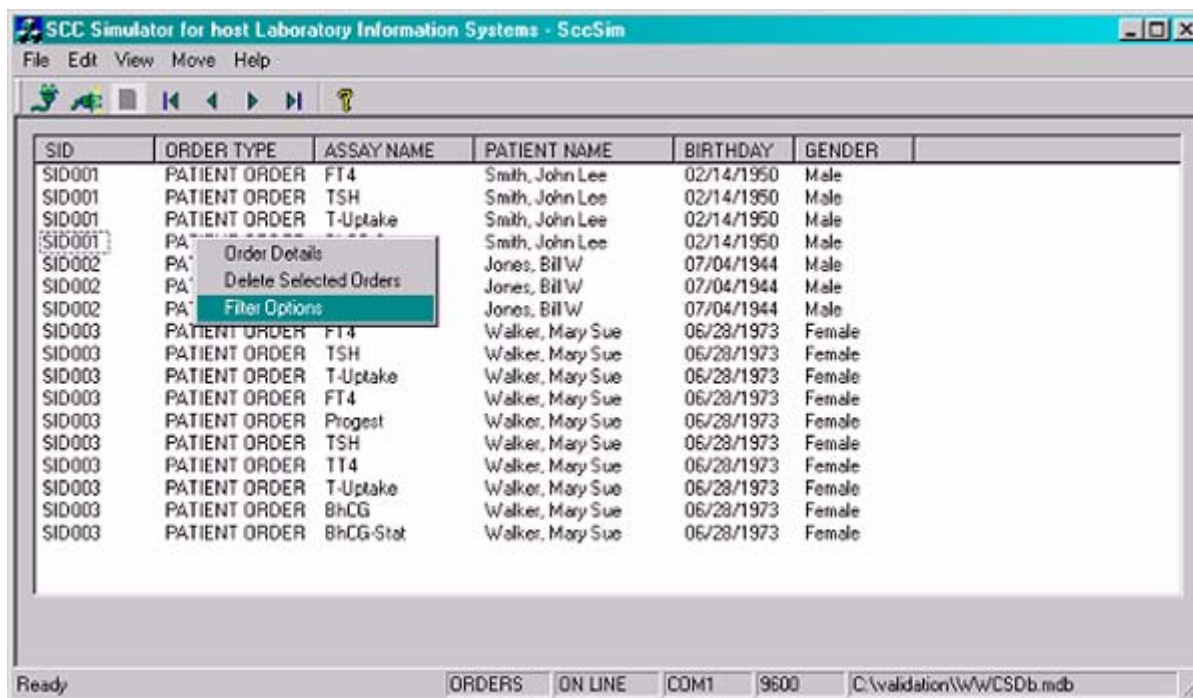 SCC Simulator for host Laboratory Information Systems - SccSim
File Edit View Move Help
SID ORDER TYPE ASSAY NAME PATIENT NAME BIRTHDAY GENDER
SID001 PATIENT ORDER FT4 Smith, John Lee 02/14/1950 Male
SID001 PATIENT ORDER TSH Smith, John Lee 02/14/1950 Male
SID001 PATIENT ORDER T-Uptake Smith, John Lee 02/14/1950 Male
SID001 PA Smith, John Lee 02/14/1950 Male
Order Details
SID002 PA Jones, Bill W 07/04/1944 Male
Delete Selected Orders
SID002 PA Jones, Bill W 07/04/1944 Male
Filter Options
SID002 PA Jones, Bill W 07/04/1944 Male
SID003 PATIENT ORDER FT4 Walker, Mary Sue 06/28/1973 Female
SID003 PATIENT ORDER TSH Walker, Mary Sue 06/28/1973 Female
SID003 PATIENT ORDER T-Uptake Walker, Mary Sue 06/28/1973 Female
SID003 PATIENT ORDER FT4 Walker, Mary Sue 06/28/1973 Female
SID003 PATIENT ORDER Progest Walker, Mary Sue 06/28/1973 Female
SID003 PATIENT ORDER TSH Walker, Mary Sue 06/28/1973 Female
SID003 PATIENT ORDER TT4 Walker, Mary Sue 06/28/1973 Female
SID003 PATIENT ORDER T-Uptake Walker, Mary Sue 06/28/1973 Female
SID003 PATIENT ORDER BhCG Walker, Mary Sue 06/28/1973 Female
SID003 PATIENT ORDER BhCG-Stat Walker, Mary Sue 06/28/1973 Female
Ready ORDERS ON LINE COM1 9600 C:\validation\WWCSDb.mdb